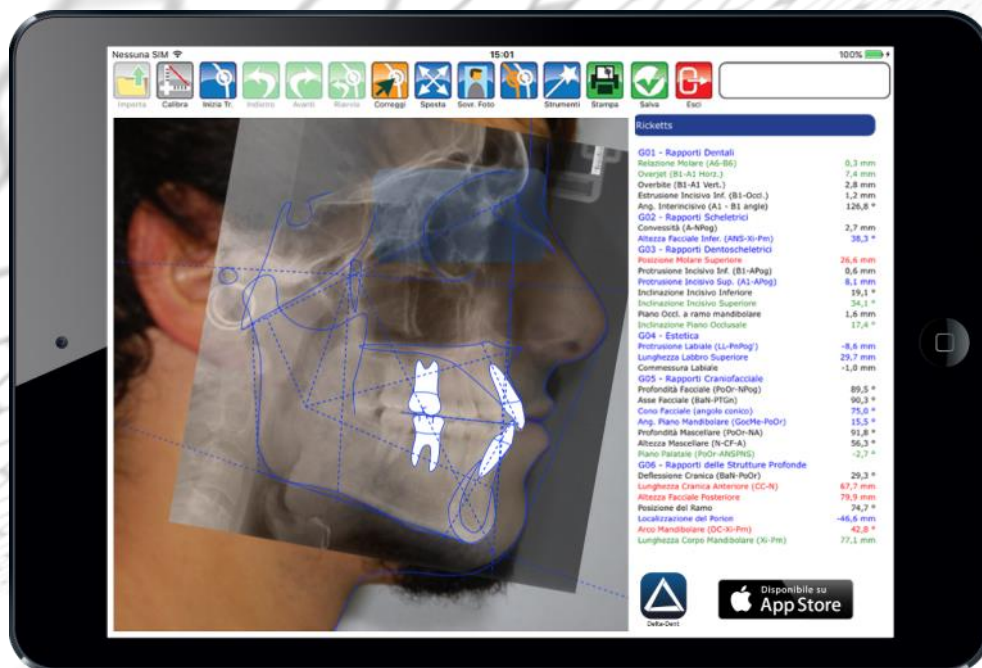 Nessuna SIM 15:01 100%
Importa Calibra Inizia Tr. Indietro Avanti Riavvia Correggi Sposta Sovr. Foto Strumenti Stampa Salva Esci
Ricketts
G01 - Rapporti Dentali
Relazione Molare (A6-B6) 0,3 mm
Overjet (B1-A1 Horz.) 7,4 mm
Overbite (B1-A1 Vert.) 2,8 mm
Estrusione Incisivo Inf. (B1-Occl.) 1,2 mm
Ang. Interincisivo (A1 - B1 angle) 126,8 °
G02 - Rapporti Scheletrici
Convessità (A-NPog) 2,7 mm
Altezza Facciale Infer. (ANS-Xi-Pm) 38,3 °
G03 - Rapporti Dentoscheletrici
Posizione Molare Superiore 26,6 mm
Protrusione Incisivo Inf. (B1-APog) 0,6 mm
Protrusione Incisivo Sup. (A1-APog) 8,1 mm
Inclinazione Incisivo Inferiore 19,1 °
Inclinazione Incisivo Superiore 34,1 °
Piano Occl. a ramo mandibolare 1,6 mm
Inclinazione Piano Occlusale 17,4 °
G04 - Estetica
Protrusione Labiale (LL-PnPog') -8,6 mm
Lunghezza Labbro Superiore 29,7 mm
Commessura Labiale -1,0 mm
G05 - Rapporti Craniofacciale
Profondità Facciale (PoOr-NPog) 89,5 °
Asse Facciale (BaN-PTGn) 90,3 °
Cono Facciale (angolo conico) 75,0 °
Ang. Piano Mandibolare (GocMe-PoOr) 15,5 °
Profondità Mascellare (PoOr-NA) 91,8 °
Altezza Mascellare (N-CF-A) 56,3 °
Piano Palatale (PoOr-ANSPNS) -2,7 °
G06 - Rapporti delle Strutture Profonde
Deflessione Cranica (BaN-PoOr) 29,3 °
Lunghezza Cranica Anteriore (CC-N) 67,7 mm
Altezza Facciale Posteriore 79,9 mm
Posizione del Ramo 74,7 °
Localizzazione del Porion -46,6 mm
Arco Mandibolare (DC-Xi-Pm) 42,8 °
Lunghezza Corpo Mandibolare (Xi-Pm) 77,1 mm
Delta-Dent
Disponibile su
App Store